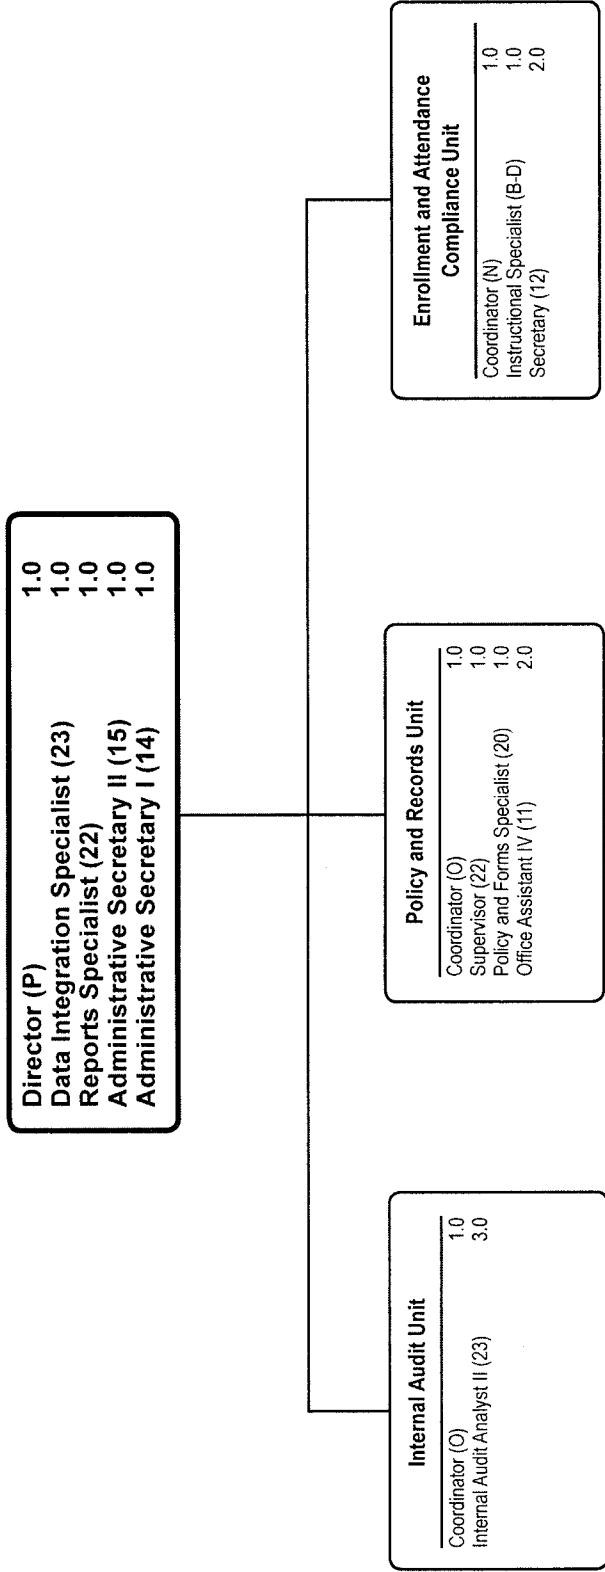 Director (P) 1.0
Data Integration Specialist (23) 1.0
Reports Specialist (22) 1.0
Administrative Secretary II (15) 1.0
Administrative Secretary I (14) 1.0
Internal Audit Unit
Coordinator (O) 1.0
Internal Audit Analyst II (23) 3.0
Policy and Records Unit
Coordinator (O) 1.0
Supervisor (22) 1.0
Policy and Forms Specialist (20) 1.0
Office Assistant IV (11) 2.0
Enrollment and Attendance
Compliance Unit
Coordinator (N) 1.0
Instructional Specialist (B-D) 1.0
Secretary (12) 2.0